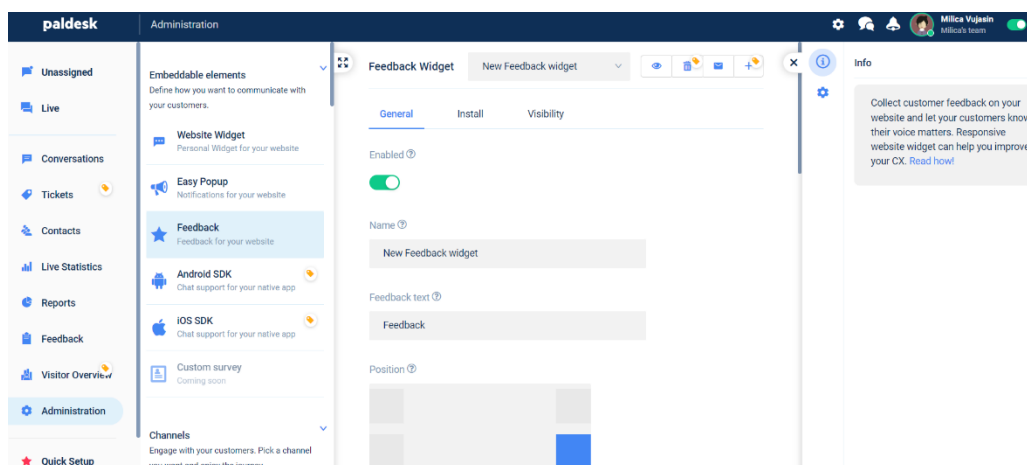 paldesk
Administration
Milica Vujasin
Milica's team
Unassigned
Live
Conversations
Tickets
Contacts
Live Statistics
Reports
Feedback
Visitor Overview
Administration
Quick Setup
Embeddable elements
Define how you want to communicate with
your customers.
Website Widget
Personal Widget for your website
Easy Popup
Notifications for your website
Feedback
Feedback for your website
Android SDK
Chat support for your native app
iOS SDK
Chat support for your native app
Custom survey
Coming soon
Channels
Engage with your customers. Pick a channel
you want and enjoy the journey
Feedback Widget
New Feedback widget
General Install Visibility
Enabled
Name
New Feedback widget
Feedback text
Feedback
Position
Info
Collect customer feedback on your
website and let your customers know
their voice matters. Responsive
website widget can help you improve
your CX. Read how!